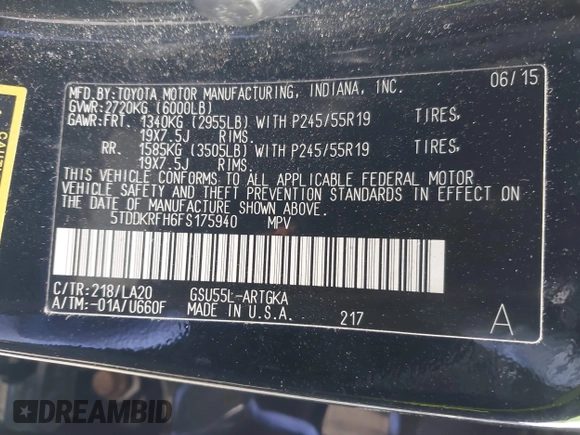 MFD.BY:TOYOTA MOTOR MANUFACTURING, INDIANA, INC. 06/15
GVWR:2720KG (6000LB)
GAWR:FRT. 1340KG (2955LB) WITH P245/55R19 TIRES,
19X7.5J RIMS.
RR. 1585KG (3505LB) WITH P245/55R19 TIRES,
19X7.5J RIMS.
THIS VEHICLE CONFORMS TO ALL APPLICABLE FEDERAL MOTOR
VEHICLE SAFETY AND THEFT PREVENTION STANDARDS IN EFFECT ON
THE DATE OF MANUFACTURE SHOWN ABOVE.
5TDDKRFH6FS175940 MPV
C/TR:218/LA20 GSU55L-ARTGKA
A/TM:-01A/U660F MADE IN U.S.A. 217 A
DREAMBID